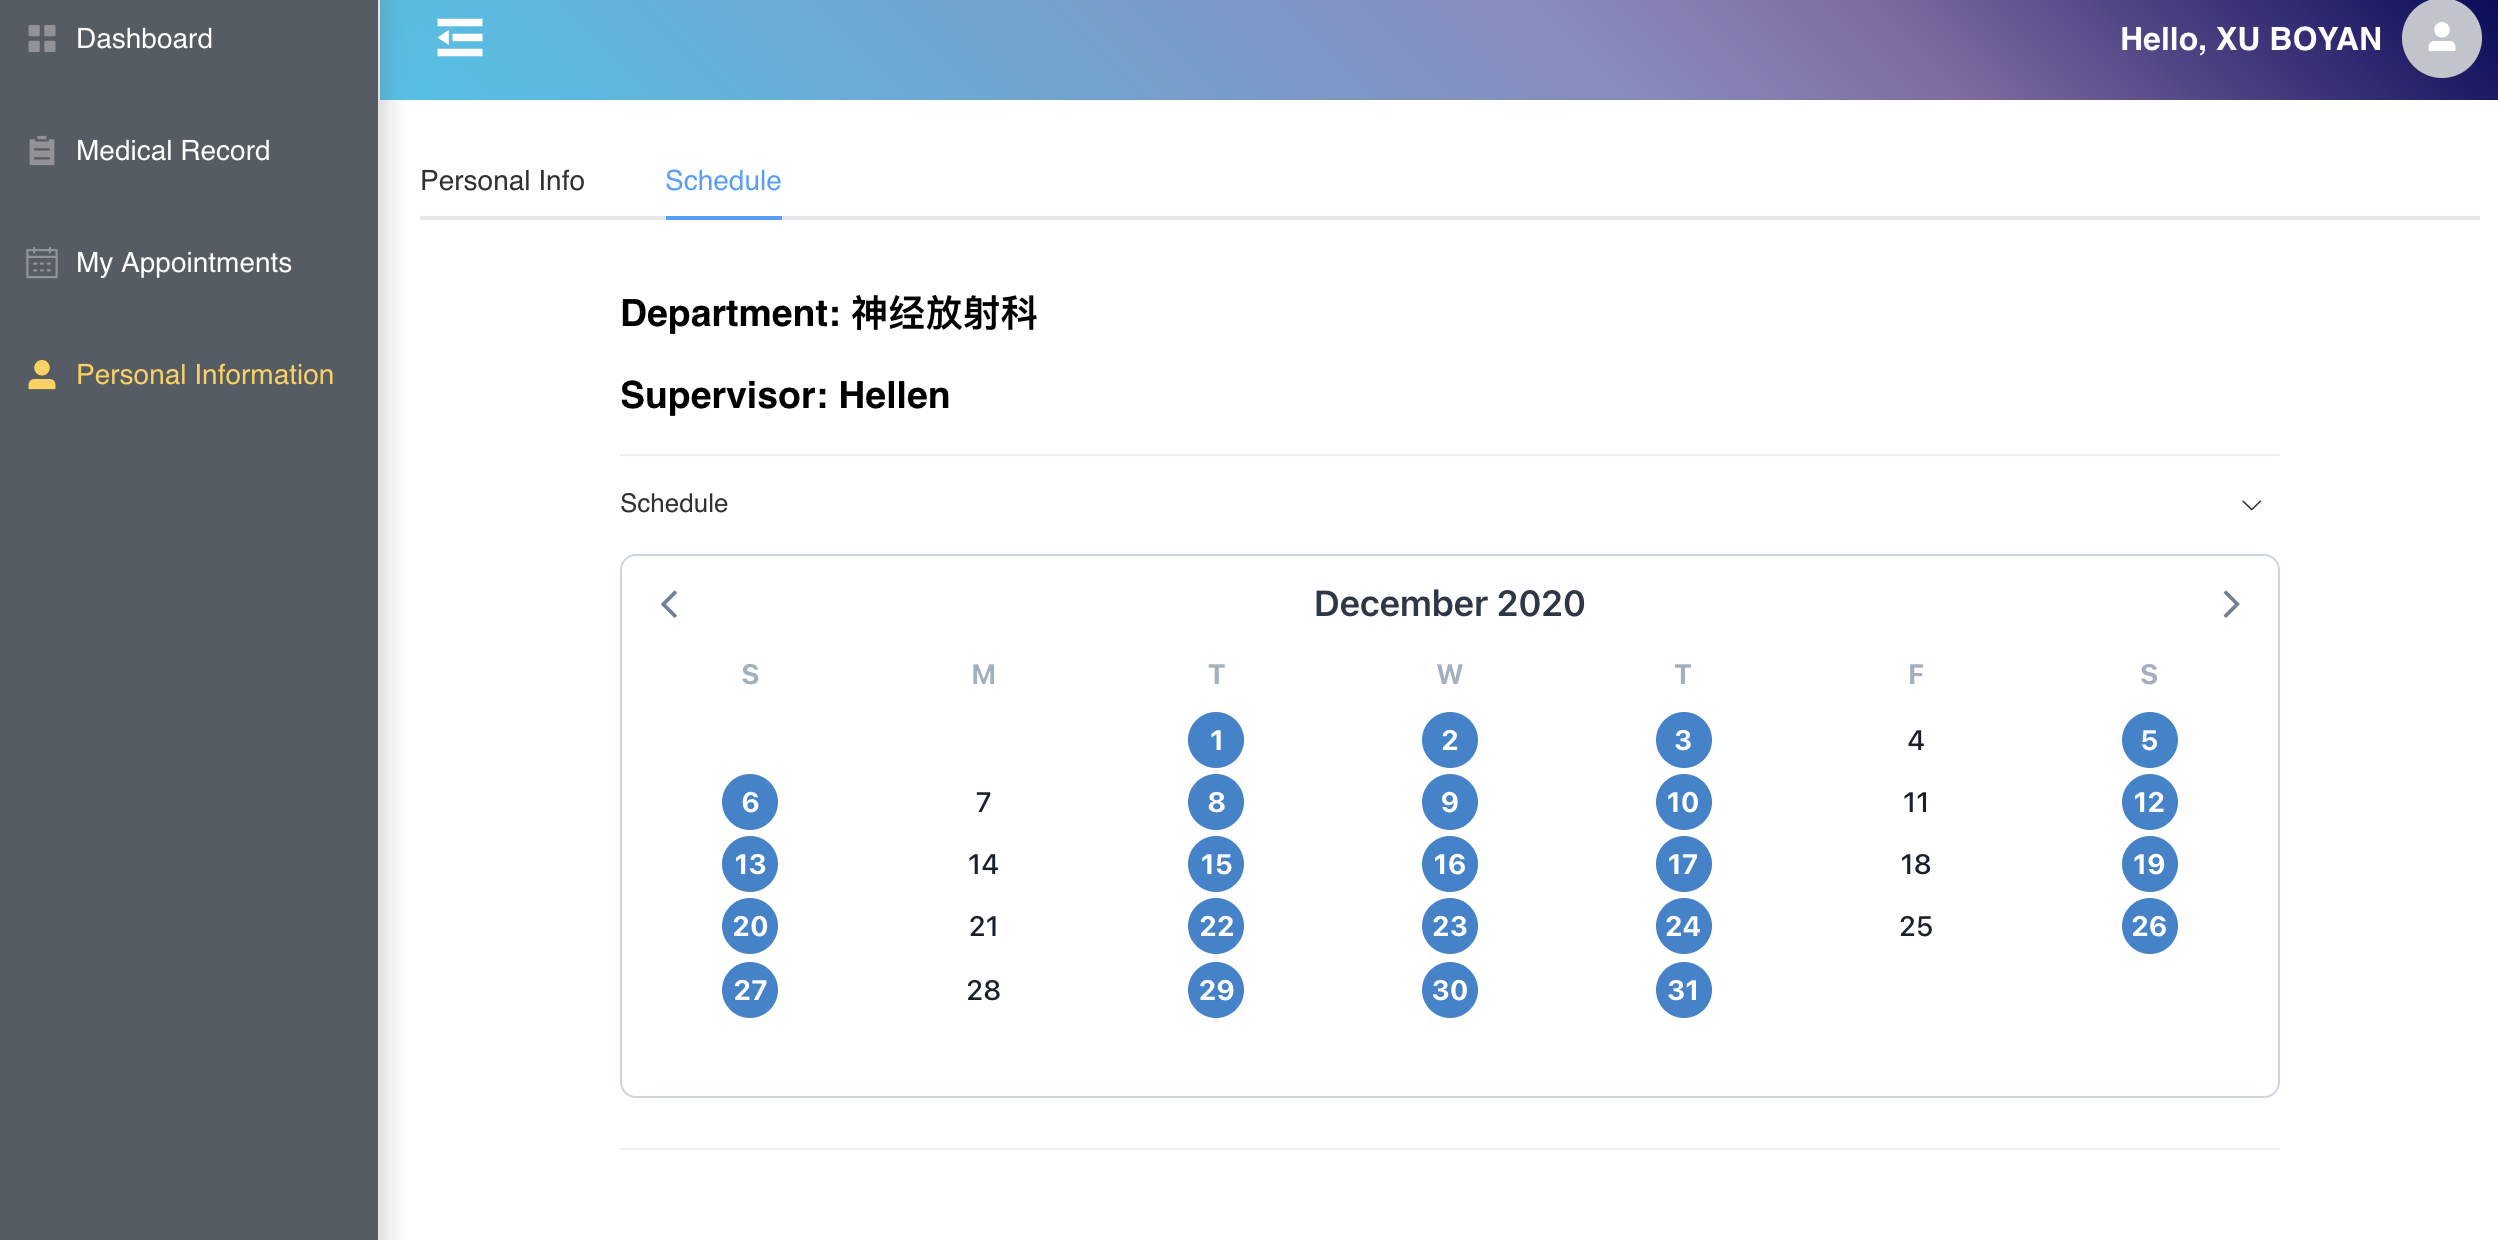 Dashboard
Medical Record
My Appointments
Personal Information
Hello, XU BOYAN
Personal Info Schedule
Department: 神经放射科
Supervisor: Hellen
Schedule
December 2020
S M T W T F S
1 2 3 4 5
6 7 8 9 10 11 12
13 14 15 16 17 18 19
20 21 22 23 24 25 26
27 28 29 30 31